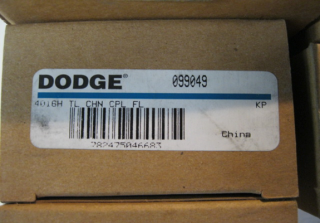 DODGE® 099049
4016H TL CHN CPL FL KP
China
782475046683